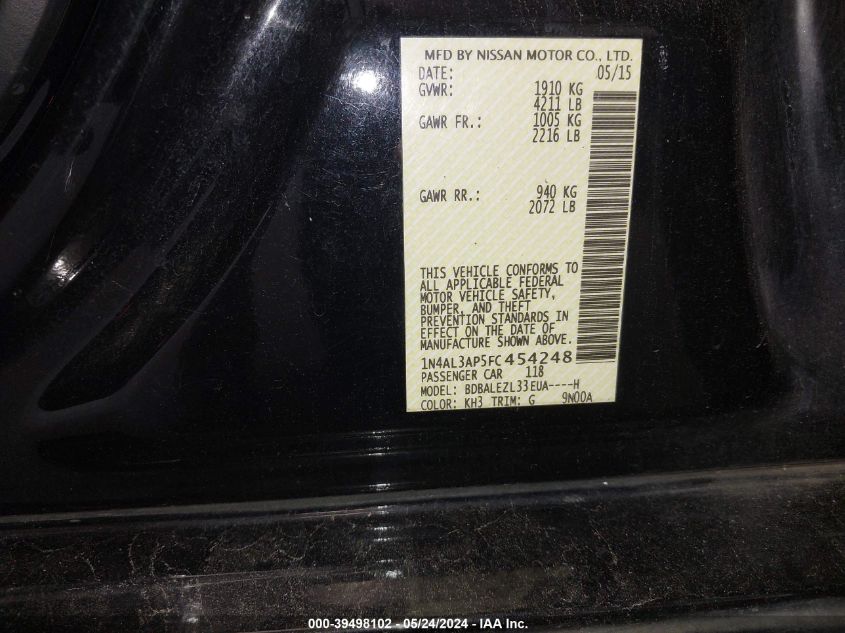 MFD BY NISSAN MOTOR CO., LTD.
DATE: 05/15
GVWR: 1910 KG
4211 LB
GAWR FR.: 1005 KG
2216 LB
GAWR RR.: 940 KG
2072 LB
THIS VEHICLE CONFORMS TO
ALL APPLICABLE FEDERAL
MOTOR VEHICLE SAFETY,
BUMPER, AND THEFT
PREVENTION STANDARDS IN
EFFECT ON THE DATE OF
MANUFACTURE SHOWN ABOVE.
1N4AL3AP5FC454248
PASSENGER CAR 118
MODEL: BDBALEZL33EUA----H
COLOR: KH3 TRIM: G 9N00A
000-39498102 - 05/24/2024 - IAA Inc.